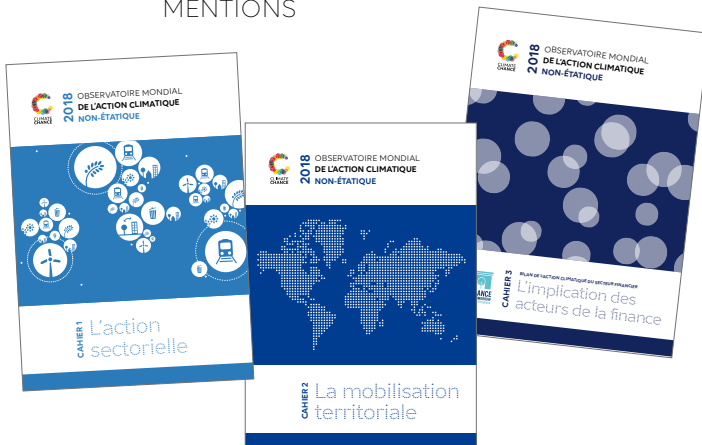 MENTIONS
CLIMATE
CHANCE
2018
OBSERVATOIRE MONDIAL
DE L'ACTION CLIMATIQUE
NON-ÉTATIQUE
CAHIER 1
L'action
sectorielle
CLIMATE
CHANCE
2018
OBSERVATOIRE MONDIAL
DE L'ACTION CLIMATIQUE
NON-ÉTATIQUE
CAHIER 2
La mobilisation
territoriale
CLIMATE
CHANCE
2018
OBSERVATOIRE MONDIAL
DE L'ACTION CLIMATIQUE
NON-ÉTATIQUE
CAHIER 3
BILAN DE L'ACTION CLIMATIQUE DU SECTEUR FINANCIER
L'implication des
acteurs de la finance